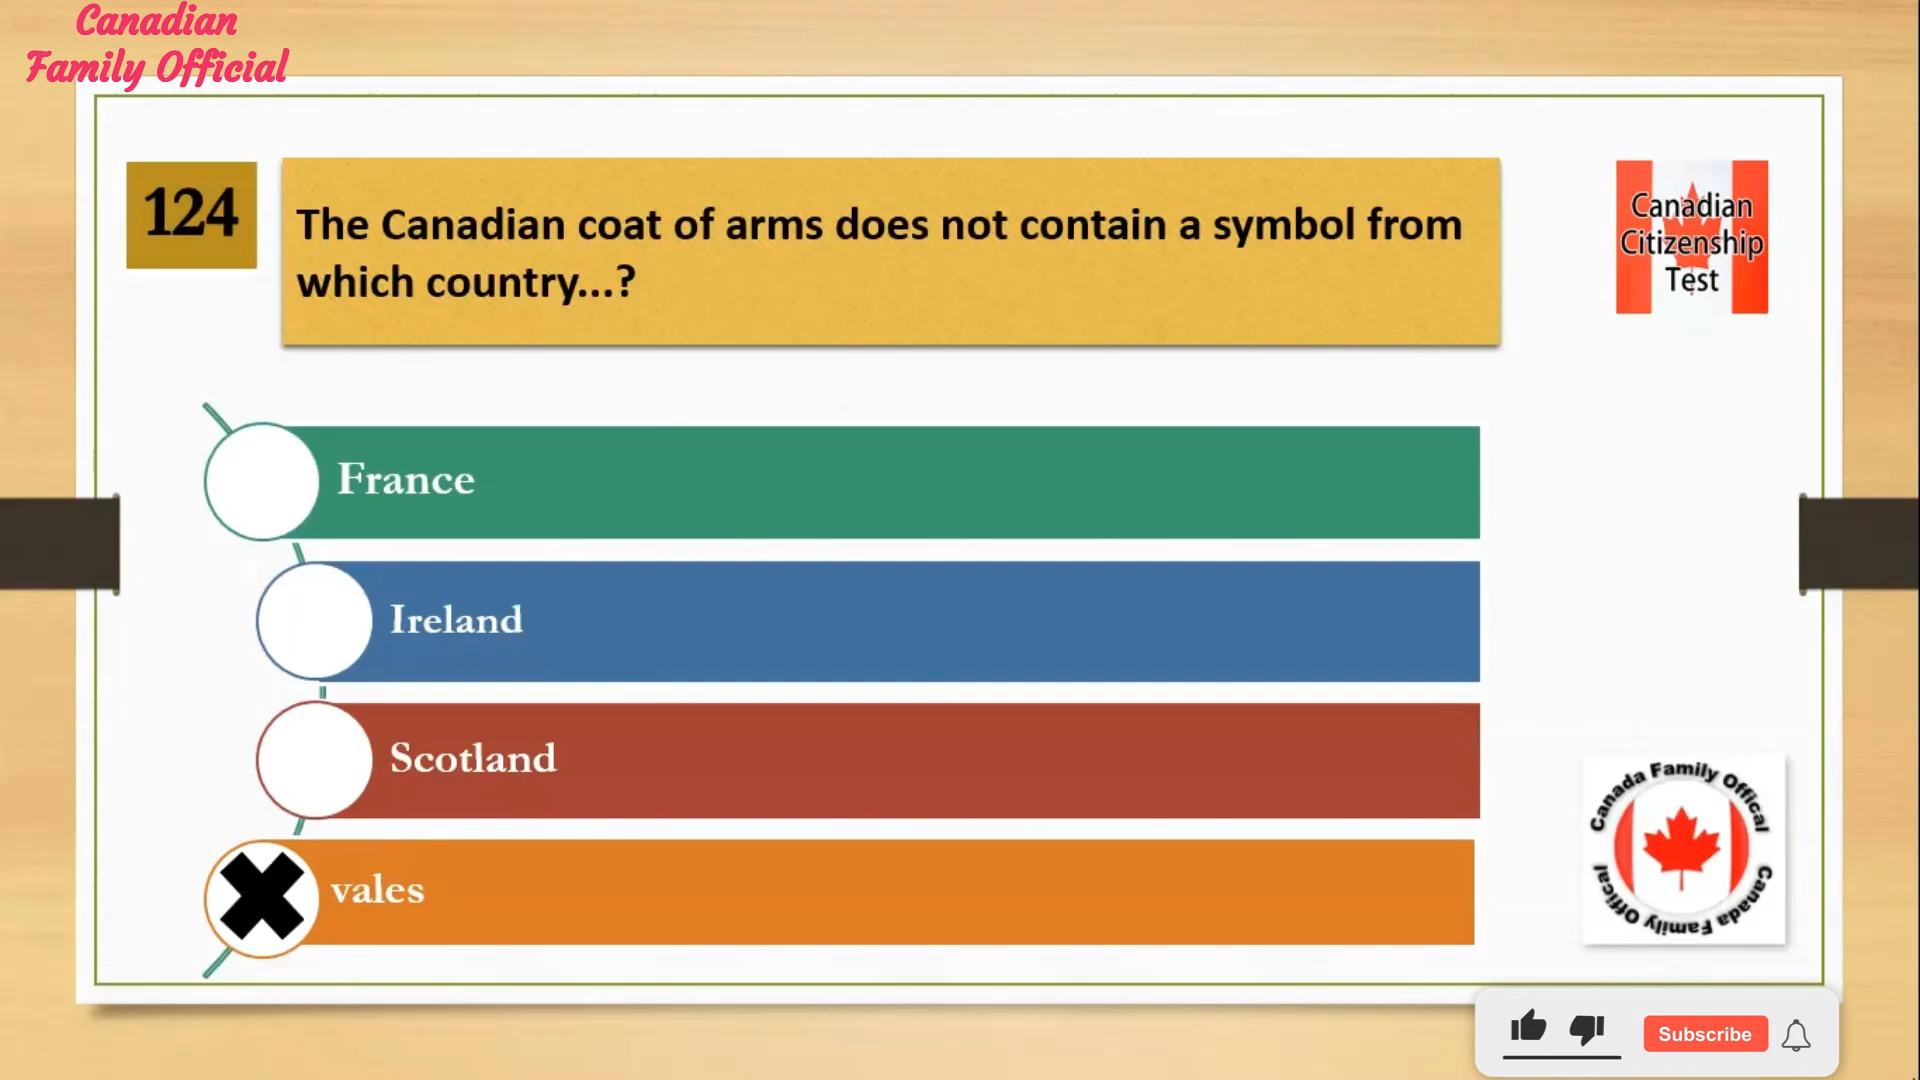 Canadian
Family Official
124
The Canadian coat of arms does not contain a symbol from
which country...?
Canadian
Citizenship
Test
France
Ireland
Scotland
vales
Canada Family Offical
Canada Family Offical
Subscribe